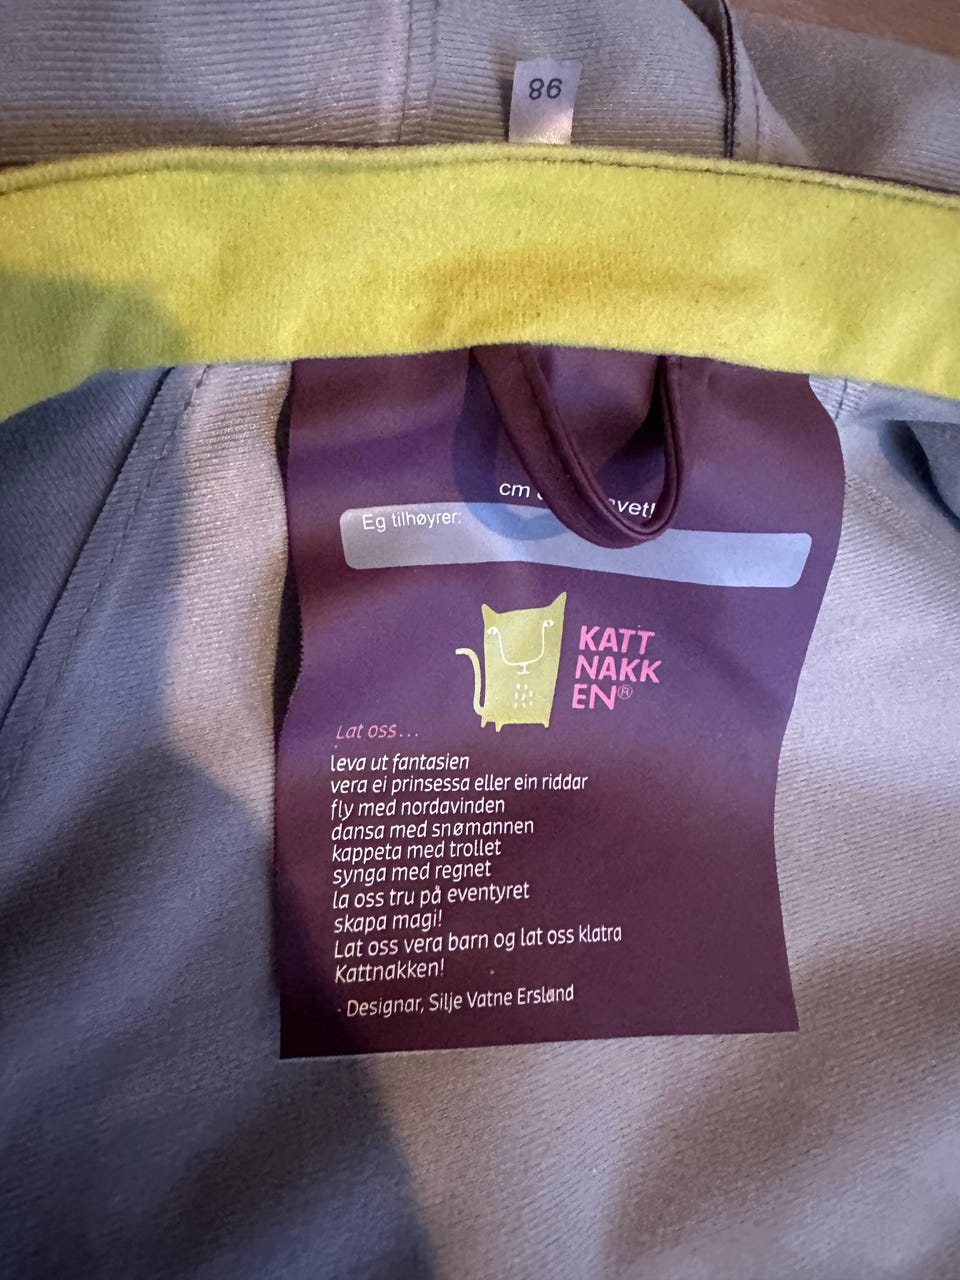 86
cm
Eg tilhøyrer:
KATT
NAKK
EN®
Lat oss...
leva ut fantasien
vera ei prinsessa eller ein riddar
fly med nordavinden
dansa med snømannen
kappeta med trollet
synga med regnet
la oss tru på eventyret
skapa magi!
Lat oss vera barn og lat oss klatra
Kattnakken!
- Designar, Silje Vatne Ersland